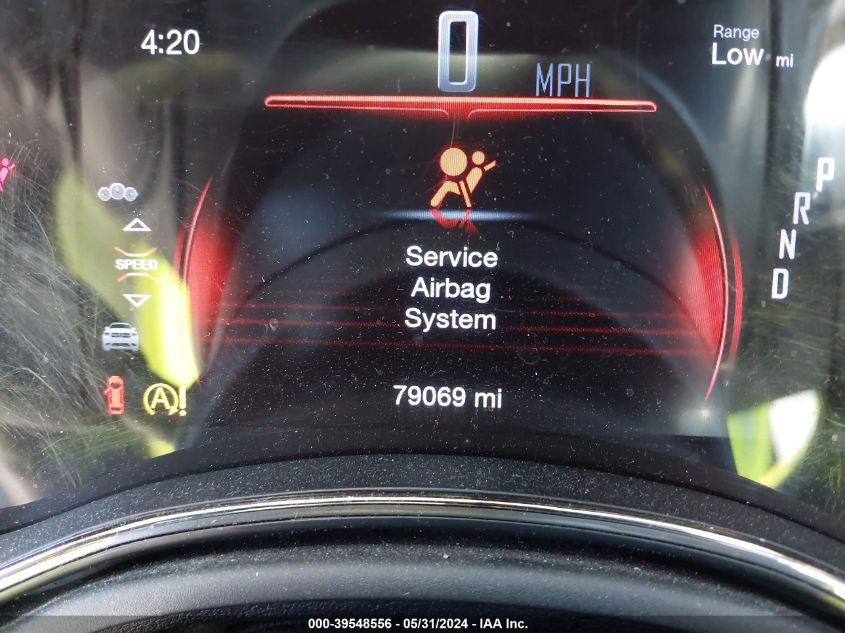 4:20
0
MPH
Range
Low mi
P
R
N
D
SPEED
Service
Airbag
System
79069 mi
A!
000-39548556 - 05/31/2024 - IAA Inc.